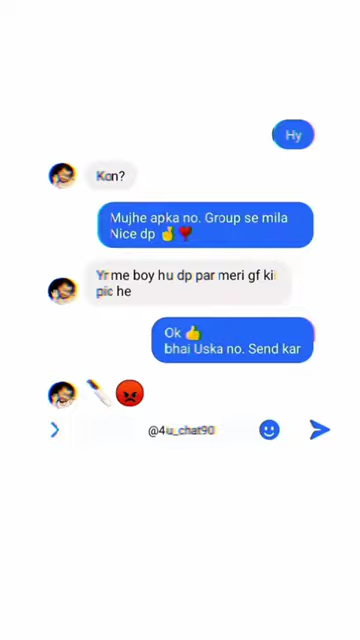 Hy
Kon?
Mujhe apka no. Group se mila
Nice dp 🤞❣️
Yr me boy hu dp par meri gf kii
pic he
Ok 👍
bhai Uska no. Send kar
🔪😡
@4u_chat90